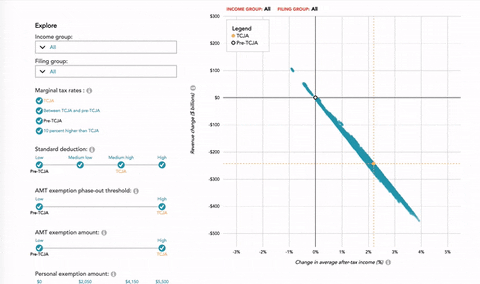 Explore
Income group:
All
Filing group:
All
Marginal tax rates :
TCJA
Between TCJA and pre-TCJA
Pre-TCJA
10 percent higher than TCJA
Standard deduction:
Low Medium low Medium high High
Pre-TCJA TCJA
AMT exemption phase-out threshold:
Low High
Pre-TCJA TCJA
AMT exemption amount:
Low High
Pre-TCJA TCJA
Personal exemption amount:
$0 $2,050 $4,150 $5,300
INCOME GROUP: All FILING GROUP: All
Legend
TCJA
Pre-TCJA
Revenue change ($ billions)
$300
$200
$100
$0
-$100
-$200
-$300
-$400
-$500
-3% -2% -1% 0% 1% 2% 3% 4% 5%
Change in average after-tax income (%)